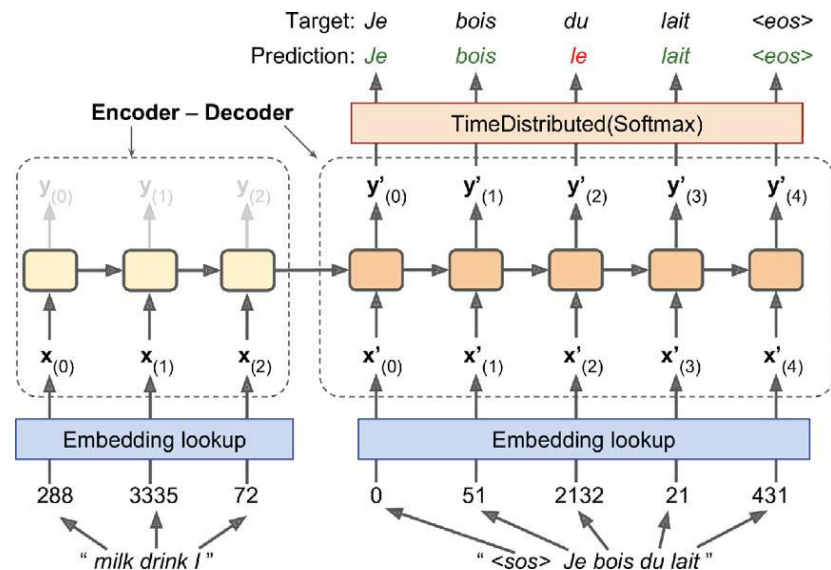 Target: Je bois du lait <eos>
Prediction: Je bois le lait <eos>
Encoder – Decoder
TimeDistributed(Softmax)
y(0) y(1) y(2) y'(0) y'(1) y'(2) y'(3) y'(4)
x(0) x(1) x(2) x'(0) x'(1) x'(2) x'(3) x'(4)
Embedding lookup Embedding lookup
288 3335 72 0 51 2132 21 431
“ milk drink I ” “ <sos> Je bois du lait ”